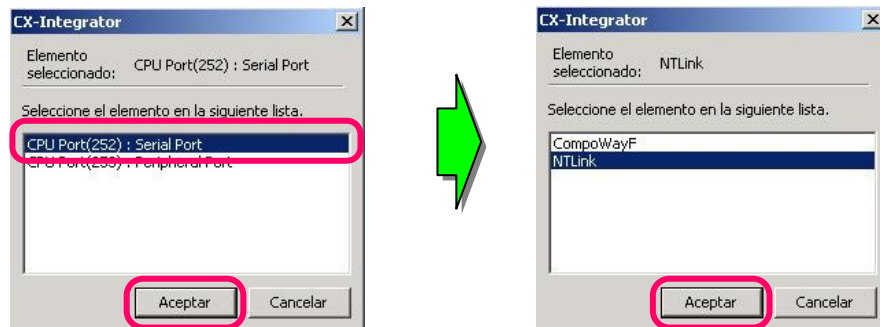 CX-Integrator
Elemento
seleccionado: CPU Port(252) : Serial Port
Seleccione el elemento en la siguiente lista.
CPU Port(252) : Serial Port
CPU Port(253) : Peripheral Port
Aceptar Cancelar
CX-Integrator
Elemento
seleccionado: NTLink
Seleccione el elemento en la siguiente lista.
CompoWayF
NTLink
Aceptar Cancelar